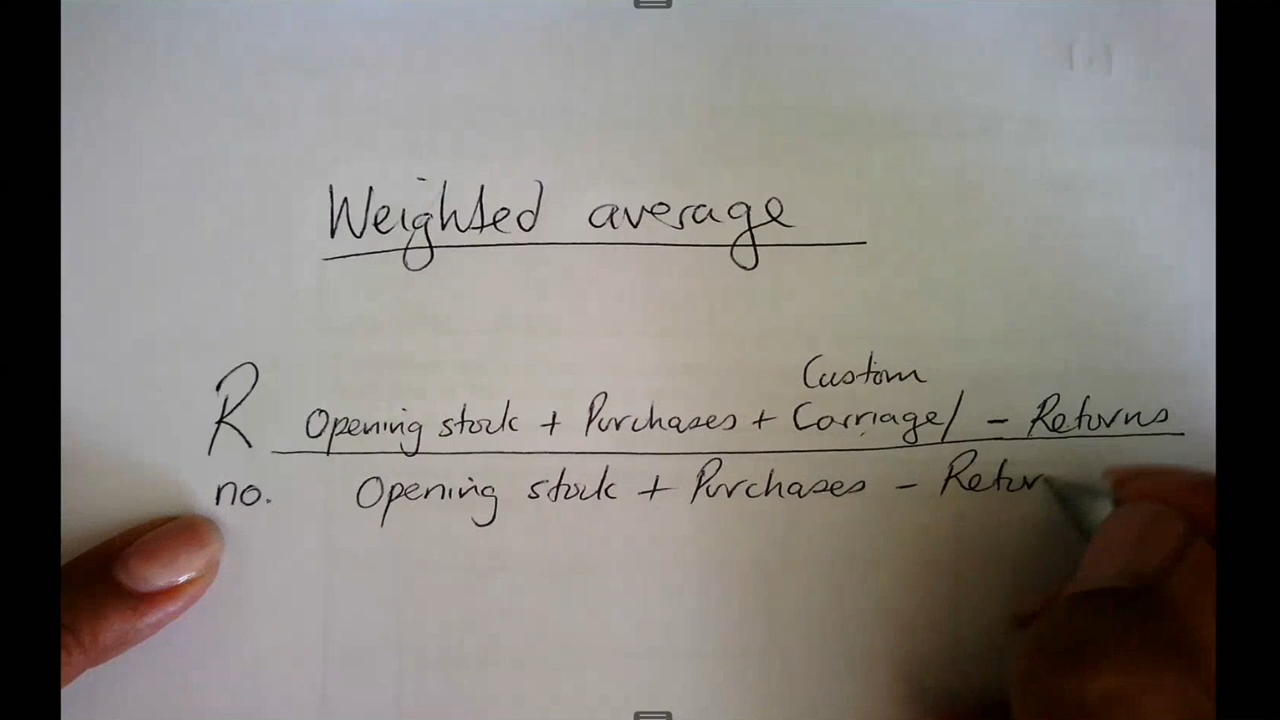 Weighted average
Custom
R Opening stock + Purchases + Carriage/ - Returns
no. Opening stock + Purchases - Retur